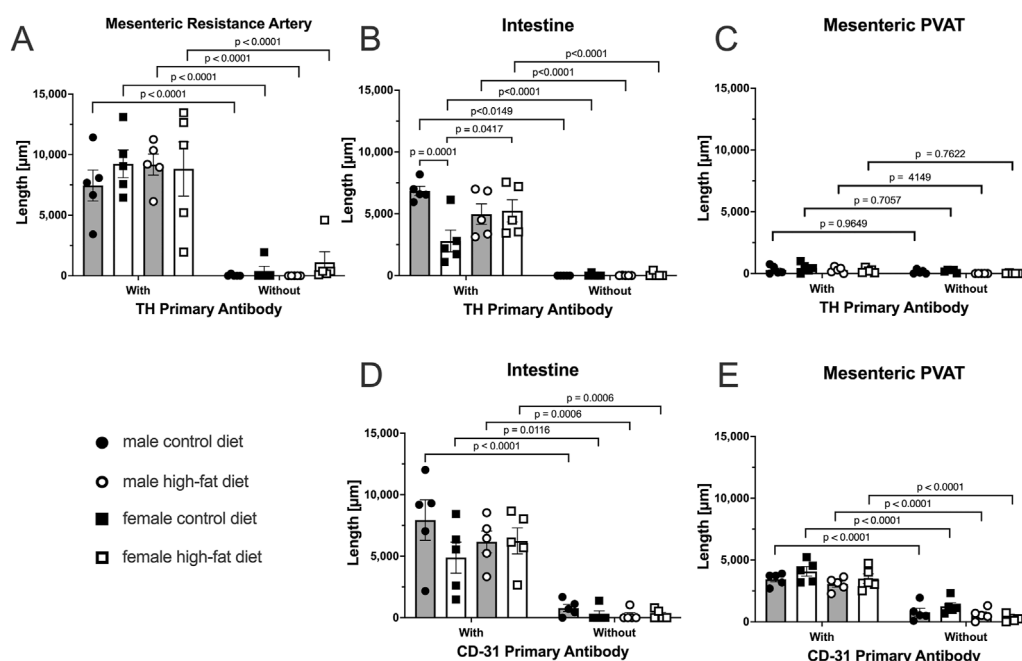 A
Mesenteric Resistance Artery
p < 0.0001
p < 0.0001
p < 0.0001
p < 0.0001
15,000
10,000
5,000
0
Length [µm]
With
Without
TH Primary Antibody
B
Intestine
p<0.0001
p<0.0001
p<0.0001
p<0.0149
p = 0.0417
p = 0.0001
15,000
10,000
5,000
0
Length [µm]
With
Without
TH Primary Antibody
C
Mesenteric PVAT
15,000
10,000
5,000
0
Length [µm]
p = 0.7622
p = 4149
p = 0.7057
p = 0.9649
With
Without
TH Primary Antibody
male control diet
male high-fat diet
female control diet
female high-fat diet
D
Intestine
p = 0.0006
p = 0.0006
p = 0.0116
p < 0.0001
15,000
10,000
5,000
0
Length [µm]
With
Without
CD-31 Primary Antibody
E
Mesenteric PVAT
15,000
10,000
5,000
0
Length [µm]
p < 0.0001
p < 0.0001
p < 0.0001
p < 0.0001
With
Without
CD-31 Primary Antibody